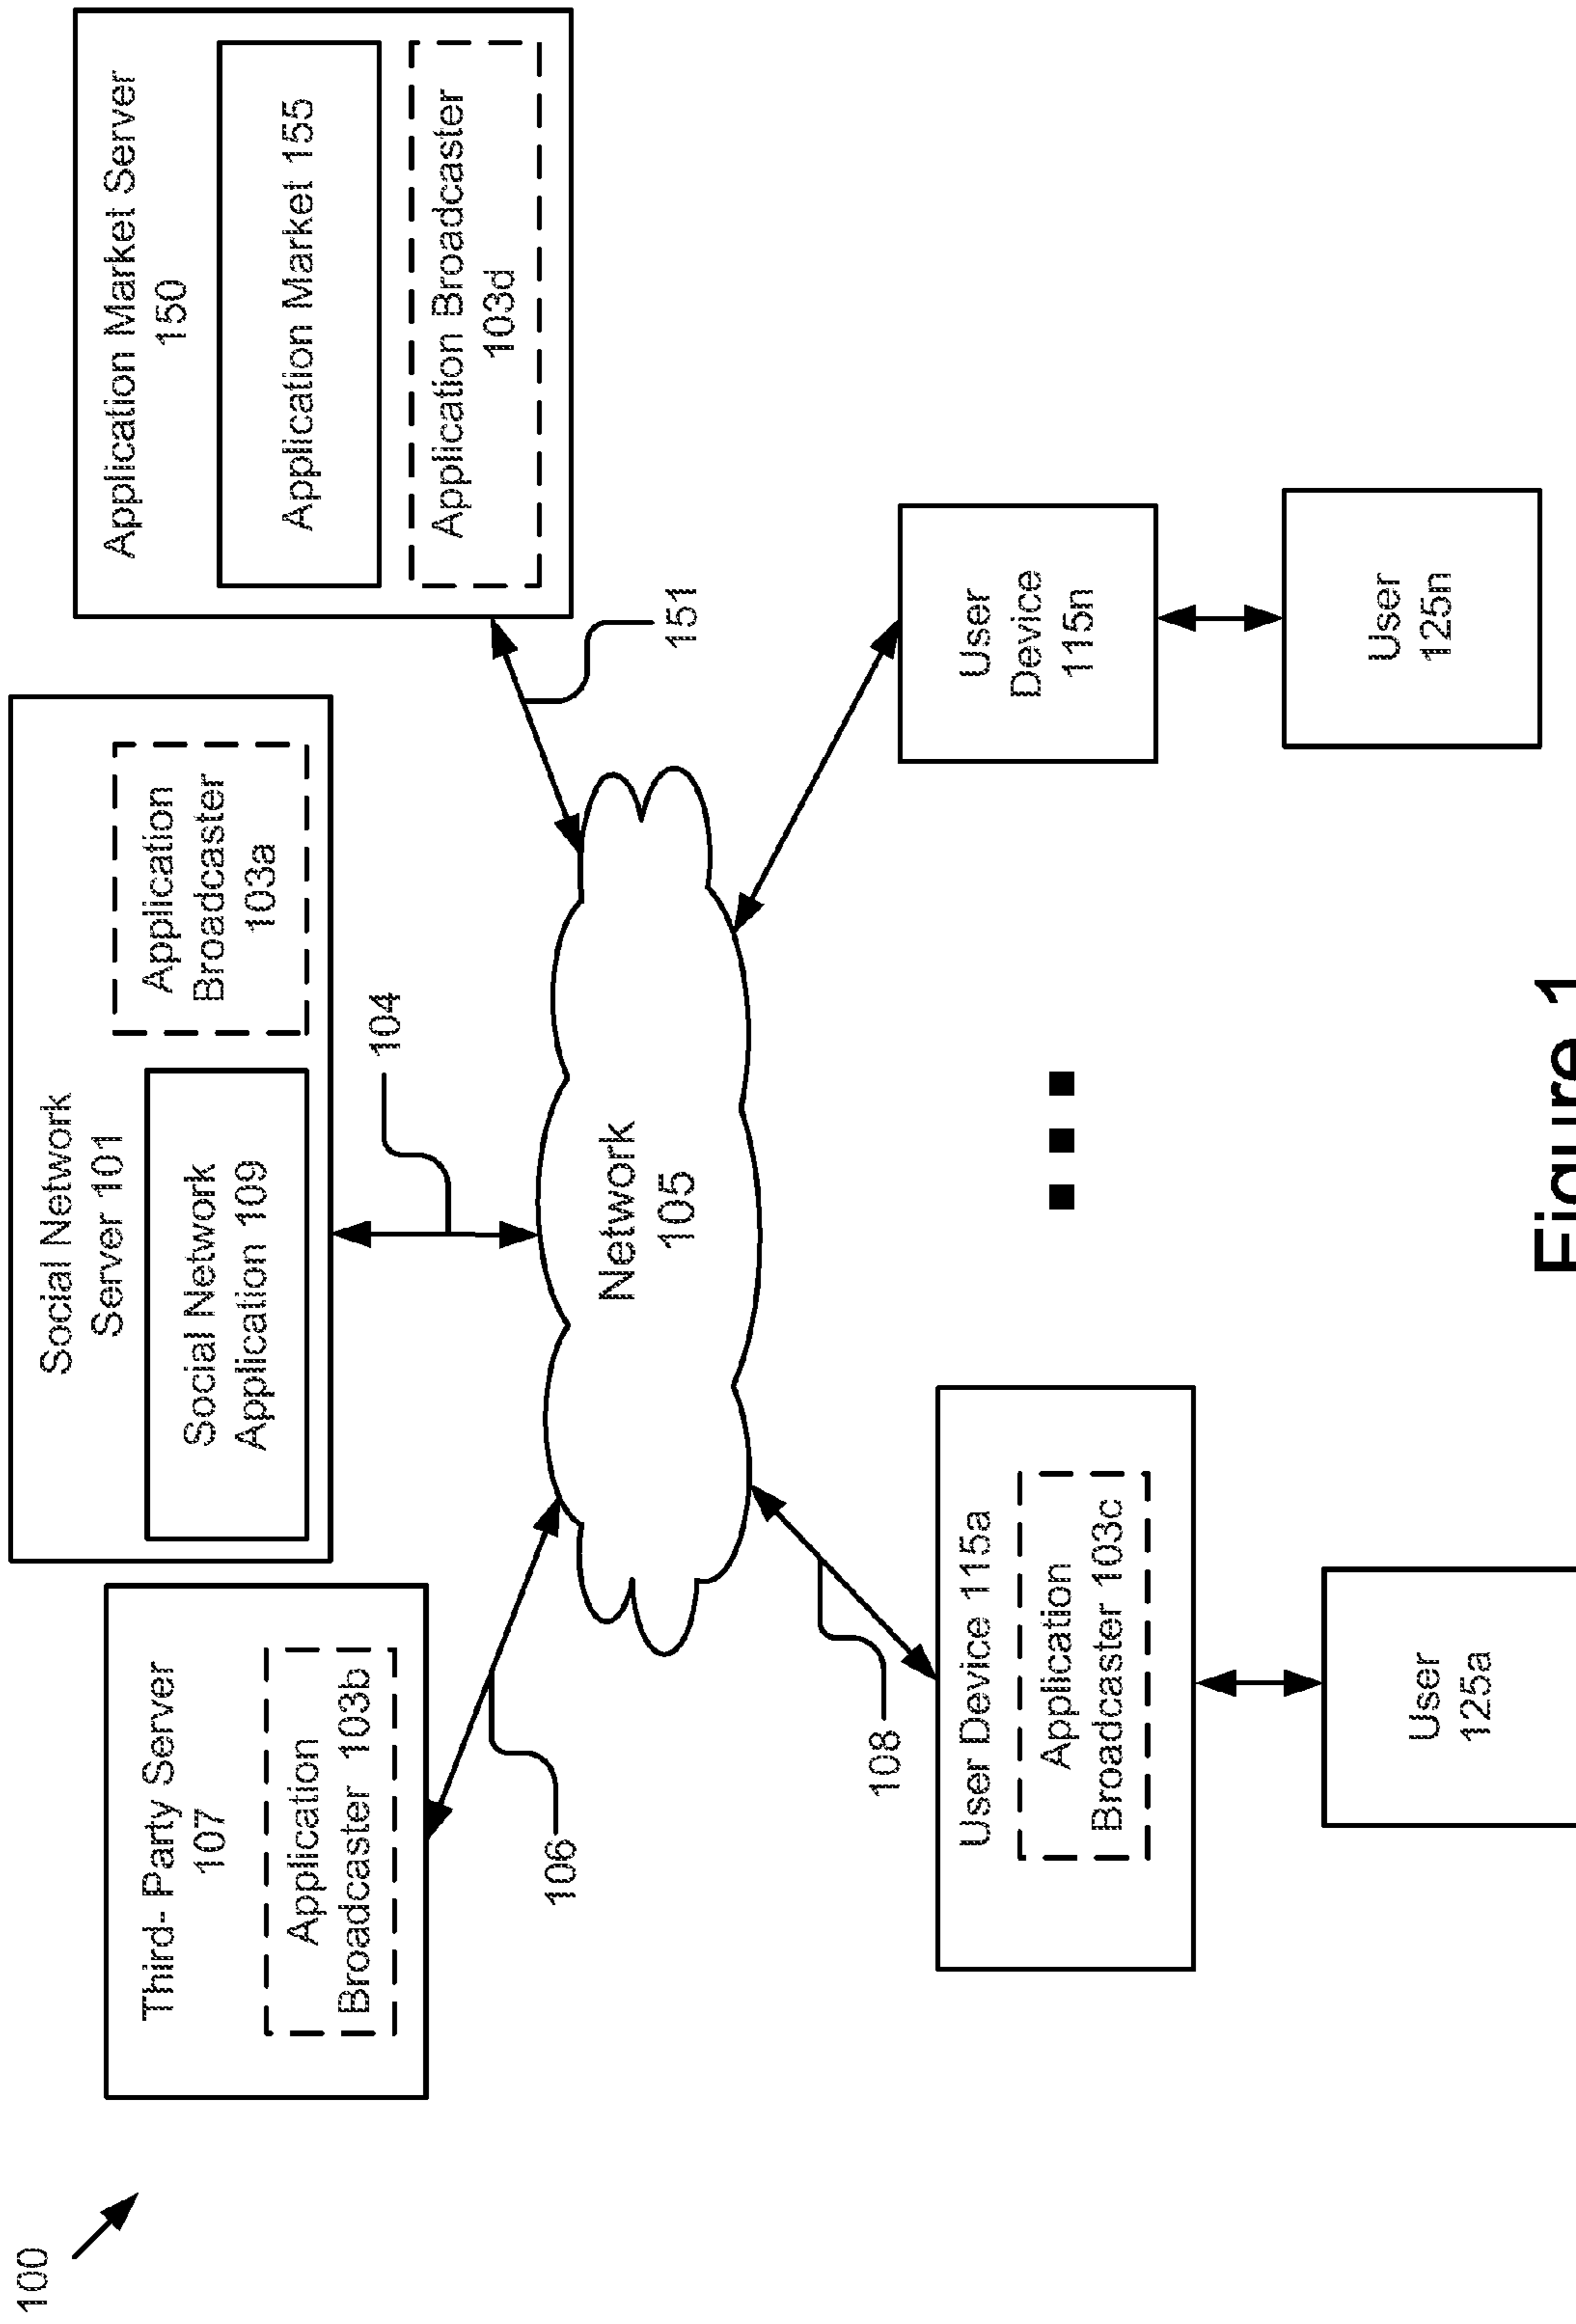 100
Third- Party Server
107
Application
Broadcaster 103b
Social Network
Server 101
Social Network
Application 109
Application
Broadcaster
103a
Application Market Server
150
Application Market 155
Application Broadcaster
103d
106
104
151
Network
105
108
User Device 115a
Application
Broadcaster 103c
User
Device
115n
User
125a
User
125n
Figure 1